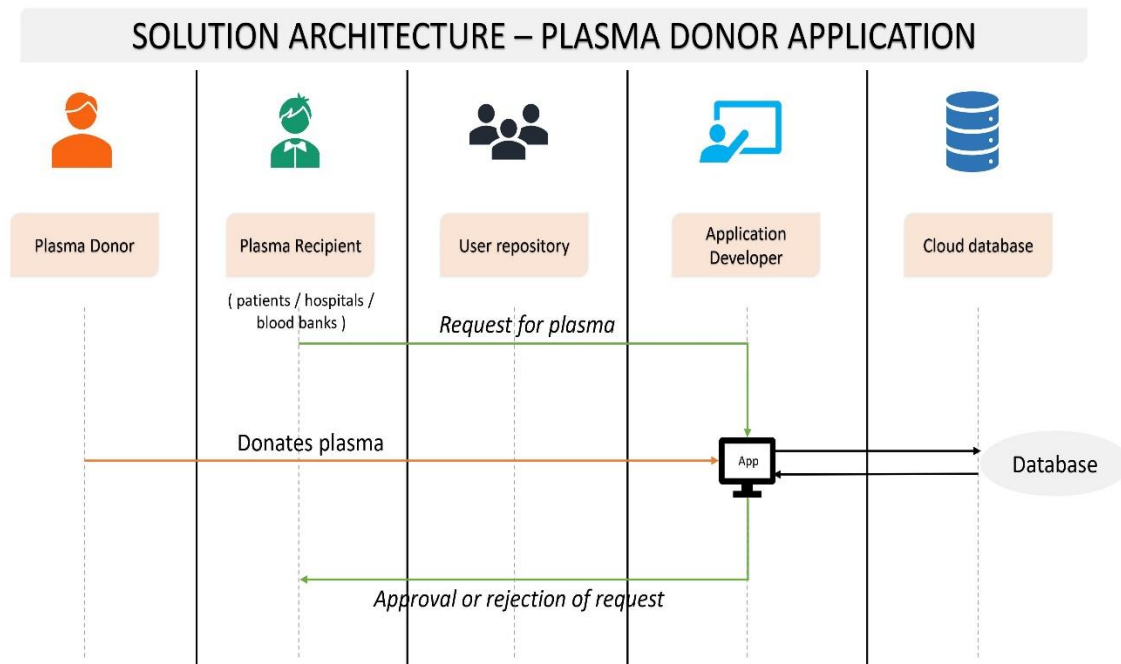 SOLUTION ARCHITECTURE – PLASMA DONOR APPLICATION
Plasma Donor
Plasma Recipient
User repository
Application
Developer
Cloud database
( patients / hospitals /
blood banks )
Request for plasma
Donates plasma
App
Database
Approval or rejection of request